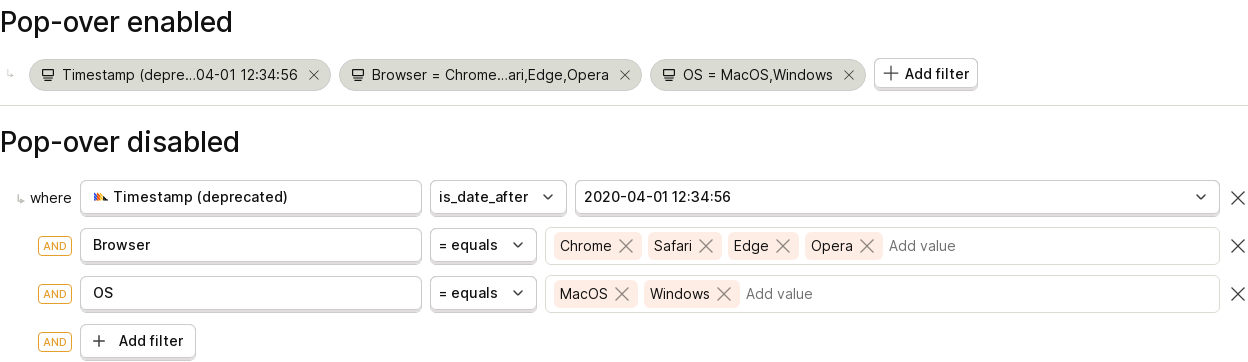 Pop-over enabled
Timestamp (depre...04-01 12:34:56 Browser = Chrome...ari,Edge,Opera OS = MacOS,Windows Add filter
Pop-over disabled
where Timestamp (deprecated) is_date_after 2020-04-01 12:34:56
AND Browser = equals Chrome Safari Edge Opera Add value
AND OS = equals MacOS Windows Add value
AND + Add filter